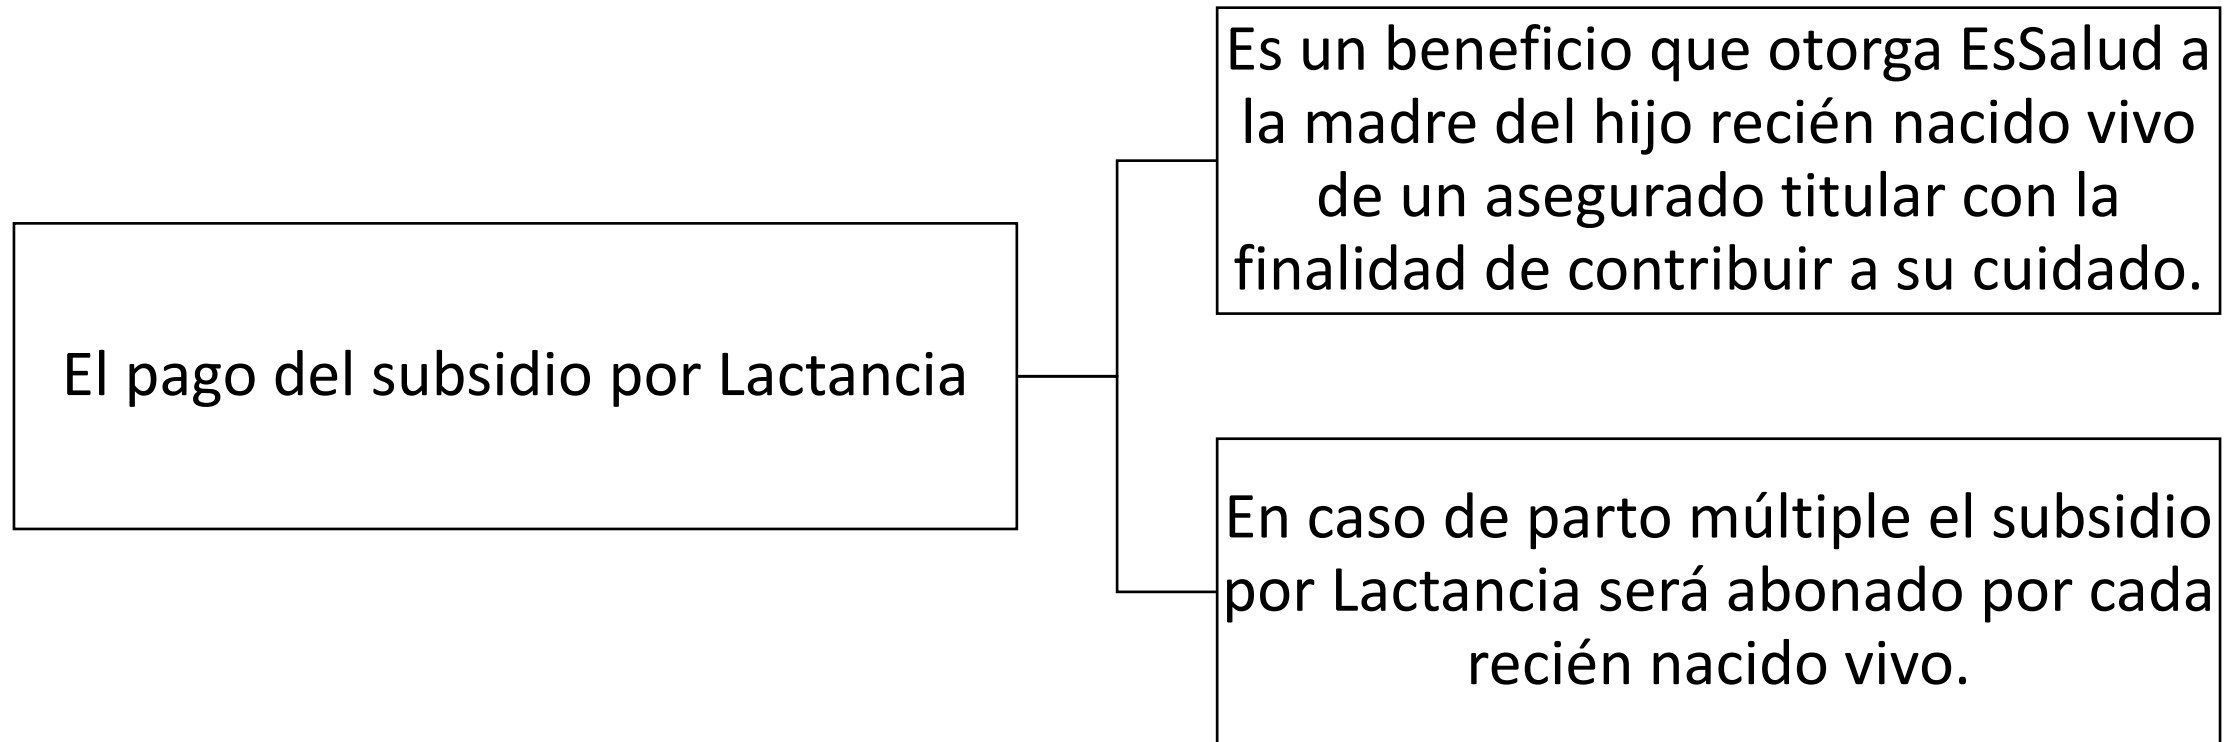 El pago del subsidio por Lactancia
Es un beneficio que otorga EsSalud a
la madre del hijo recién nacido vivo
de un asegurado titular con la
finalidad de contribuir a su cuidado.
En caso de parto múltiple el subsidio
por Lactancia será abonado por cada
recién nacido vivo.